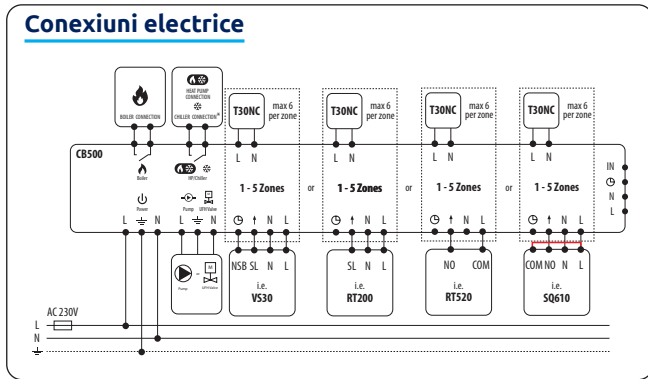 Conexiuni electrice
BOILER CONNECTION
HEAT PUMP
CONNECTION
CHILLER CONNECTION*
T30NC
max 6
per zone
T30NC
max 6
per zone
T30NC
max 6
per zone
T30NC
max 6
per zone
CB500
L N
L N
L N
L N
Boiler
HP/Chiller
IN
N
L
1 - 5 Zones
or
1 - 5 Zones
or
1 - 5 Zones
or
1 - 5 Zones
Power
Pump
M
UFH Valve
L N
L N
N L
N L
N L
N L
Pump
M
UFH Valve
NSB SL N L
i.e.
VS30
SL N L
i.e.
RT200
NO COM
i.e.
RT520
COM NO N L
i.e.
SQ610
AC 230V
L
N